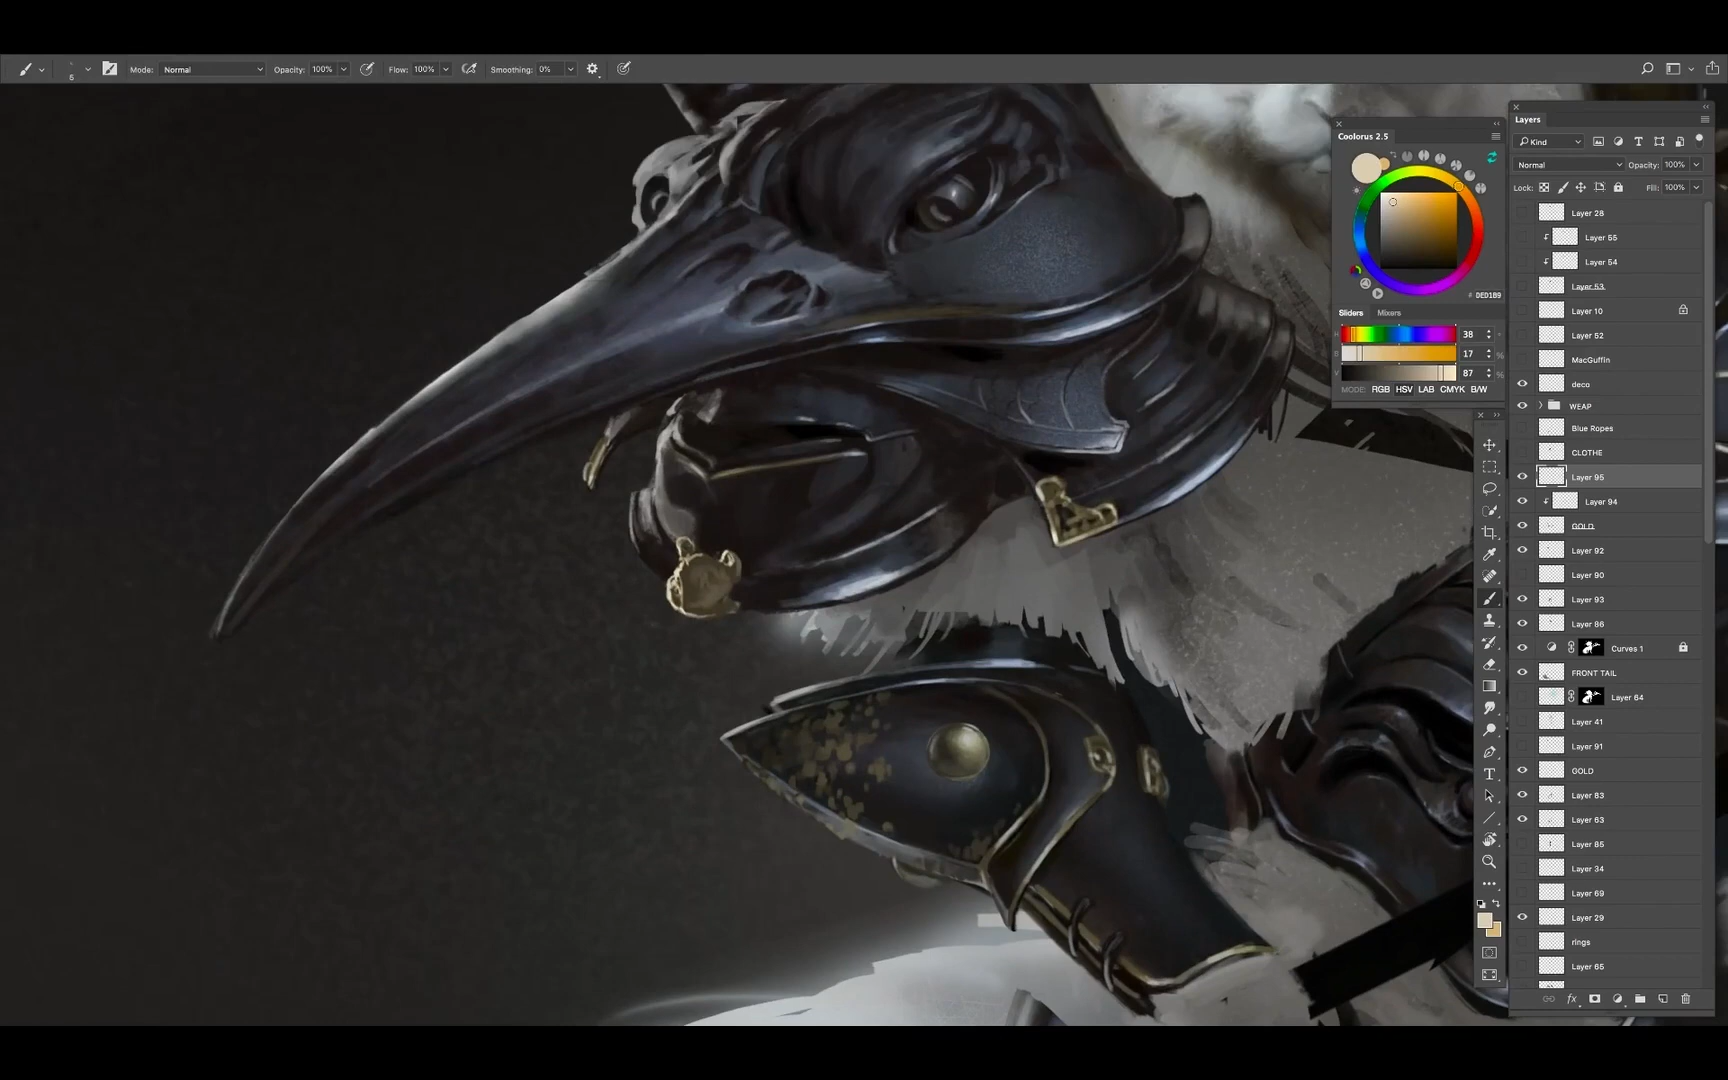 5 Mode: Normal Opacity: 100% Flow: 100% Smoothing: 0%
Coolorus 2.5
# DED1B9
Sliders Mixers
H 38 °
17 %
V 87 %
MODE: RGB HSV LAB CMYK B/W
Layers
Kind
Normal Opacity: 100%
Lock: Fill: 100%
Layer 28
Layer 55
Layer 54
Layer 53
Layer 10
Layer 52
MacGuffin
deco
WEAP
Blue Ropes
CLOTHE
Layer 95
Layer 94
GOLD
Layer 92
Layer 90
Layer 93
Layer 86
Curves 1
FRONT TAIL
Layer 64
Layer 41
Layer 91
GOLD
Layer 83
Layer 63
Layer 85
Layer 34
Layer 69
Layer 29
rings
Layer 65
fx